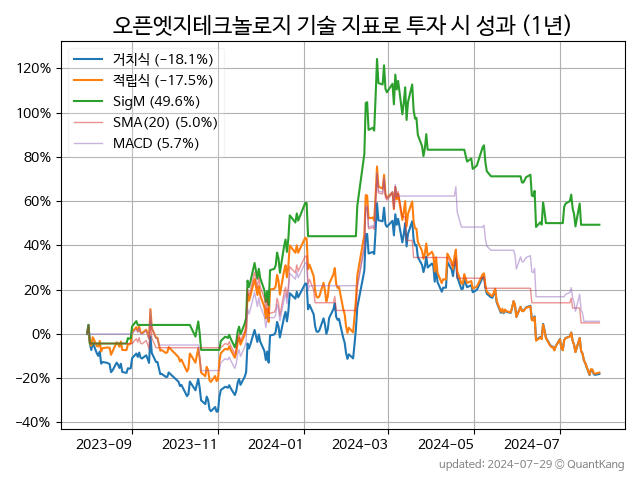 오픈엣지테크놀로지 기술 지표로 투자 시 성과 (1년)
거치식 (−18.1%)
적립식 (−17.5%)
SigM (49.6%)
SMA(20) (5.0%)
MACD (5.7%)
120%
100%
80%
60%
40%
20%
0%
−20%
−40%
2023-09 2023-11 2024-01 2024-03 2024-05 2024-07
updated: 2024-07-29 © QuantKang